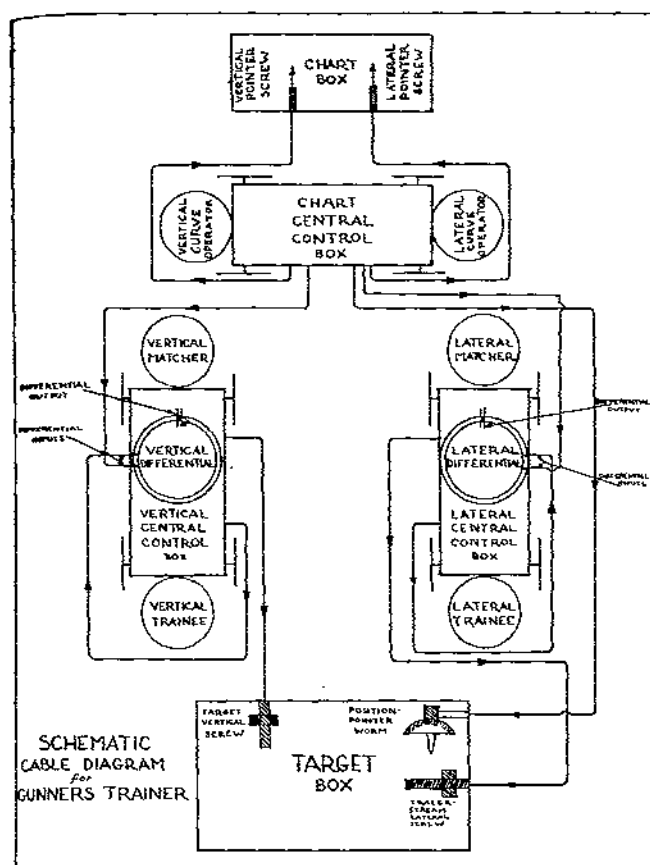 VERTICAL
POINTER
SCREW
CHART
BOX
LATERAL
POINTER
SCREW
VERTICAL
CURVE
OPERATOR
CHART
CENTRAL
CONTROL
BOX
LATERAL
CURVE
OPERATOR
VERTICAL
MATCHER
LATERAL
MATCHER
DIFFERENTIAL
OUTPUT
DIFFERENTIAL
INPUTS
VERTICAL
DIFFERENTIAL
VERTICAL
CENTRAL
CONTROL
BOX
VERTICAL
TRAINEE
DIFFERENTIAL
OUTPUT
DIFFERENTIAL
INPUTS
LATERAL
DIFFERENTIAL
LATERAL
CENTRAL
CONTROL
BOX
LATERAL
TRAINEE
TARGET
VERTICAL
SCREW
POSITION-
POINTER
WORM
TARGET
BOX
TRACER-
STREAM
LATERAL
SCREW
SCHEMATIC
CABLE DIAGRAM
for
GUNNERS TRAINER